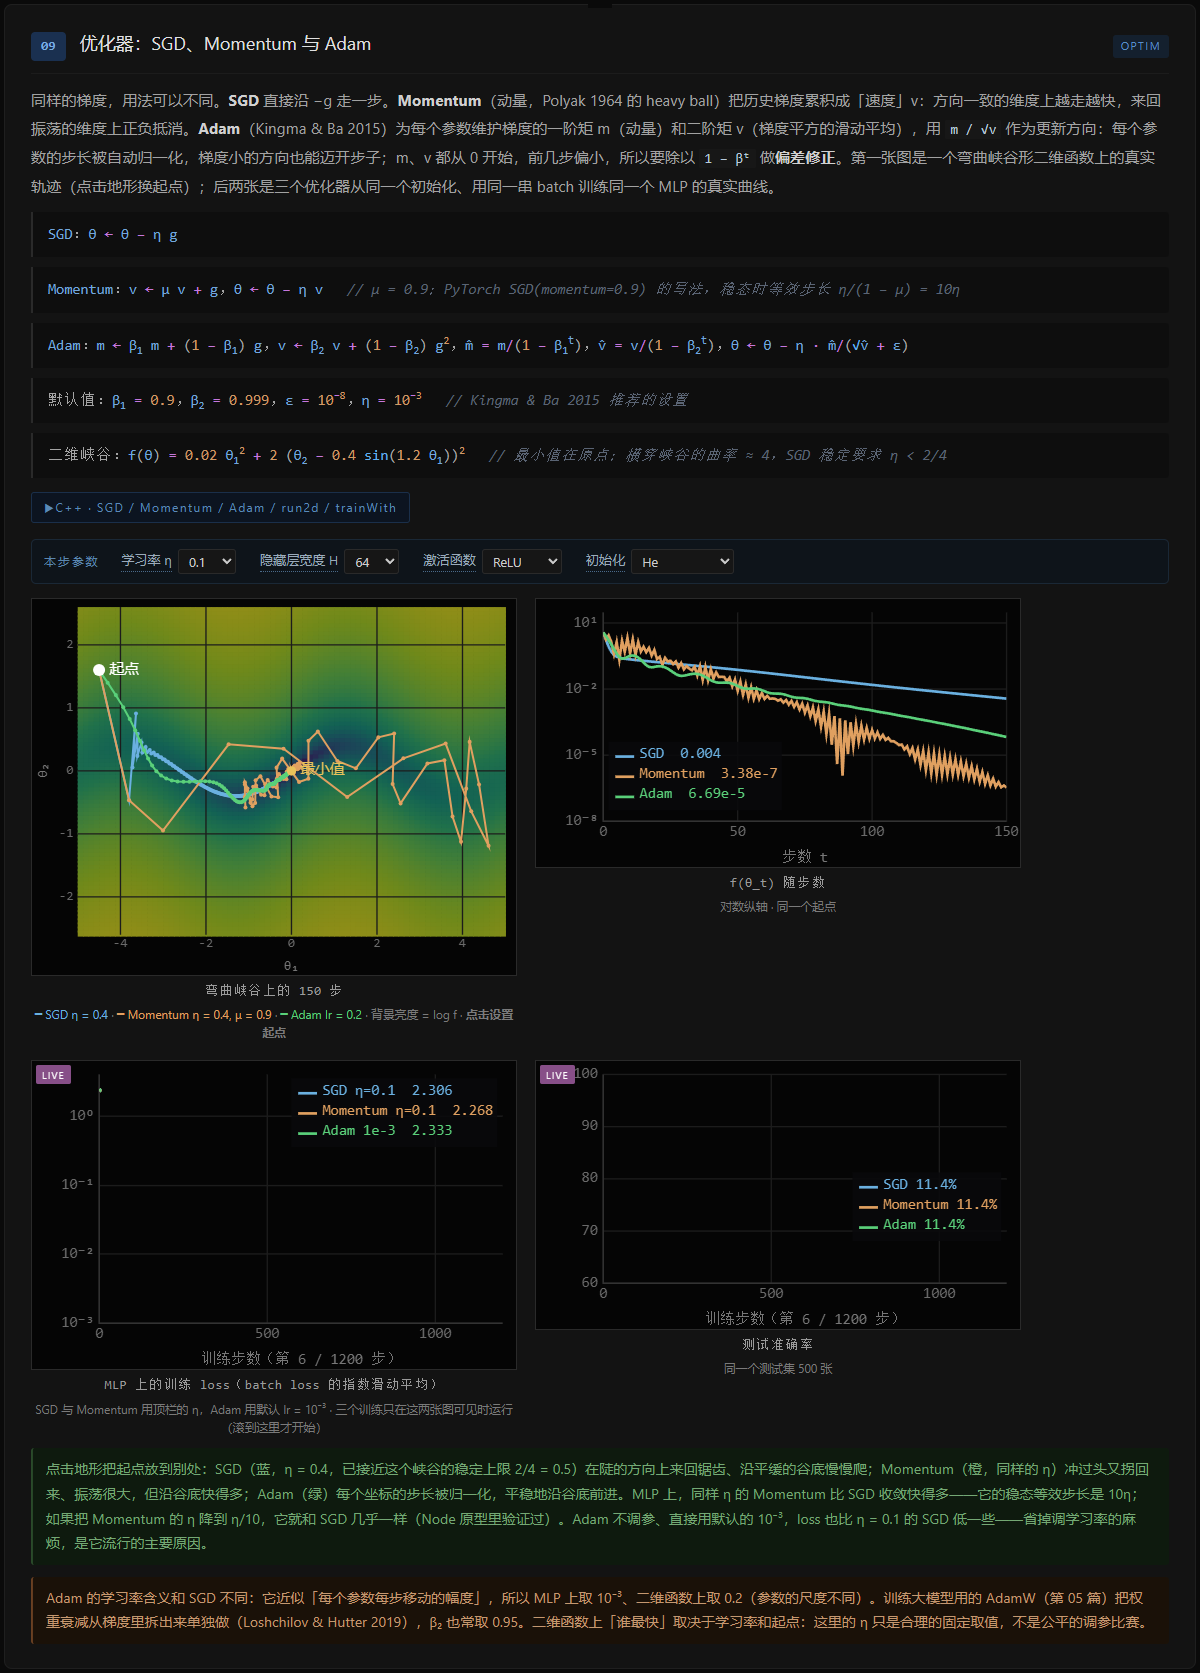 09 优化器：SGD、Momentum 与 Adam
OPTIM
同样的梯度，用法可以不同。SGD 直接沿 −g 走一步。Momentum（动量，Polyak 1964 的 heavy ball）把历史梯度累积成「速度」v：方向一致的维度上越走越快，来回
振荡的维度上正负抵消。Adam（Kingma & Ba 2015）为每个参数维护梯度的一阶矩 m（动量）和二阶矩 v（梯度平方的滑动平均），用 m / √v 作为更新方向：每个参
数的步长被自动归一化，梯度小的方向也能迈开步子；m、v 都从 0 开始，前几步偏小，所以要除以 1 − βᵗ 做偏差修正。第一张图是一个弯曲峡谷形二维函数上的真实
轨迹（点击地形换起点）；后两张是三个优化器从同一个初始化、用同一串 batch 训练同一个 MLP 的真实曲线。
SGD：θ ← θ − η g
Momentum：v ← μ v + g，θ ← θ − η v // μ = 0.9；PyTorch SGD(momentum=0.9) 的写法，稳态时等效步长 η/(1 − μ) = 10η
Adam：m ← β₁ m + (1 − β₁) g，v ← β₂ v + (1 − β₂) g²，m̂ = m/(1 − β₁ᵗ)，v̂ = v/(1 − β₂ᵗ)，θ ← θ − η · m̂/(√v̂ + ε)
默认值：β₁ = 0.9，β₂ = 0.999，ε = 10⁻⁸，η = 10⁻³ // Kingma & Ba 2015 推荐的设置
二维峡谷：f(θ) = 0.02 θ₁² + 2 (θ₂ − 0.4 sin(1.2 θ₁))² // 最小值在原点；横穿峡谷的曲率 ≈ 4，SGD 稳定要求 η < 2/4
▶C++ · SGD / Momentum / Adam / run2d / trainWith
本步参数 学习率 η 0.1 隐藏层宽度 H 64 激活函数 ReLU 初始化 He
2
1
0
-1
-2
θ₂
起点
最小值
-4 -2 0 2 4
θ₁
弯曲峡谷上的 150 步
SGD η = 0.4 · Momentum η = 0.4, μ = 0.9 · Adam lr = 0.2 · 背景亮度 = log f · 点击设置
起点
10¹
10⁻²
10⁻⁵
10⁻⁸
SGD 0.004
Momentum 3.38e-7
Adam 6.69e-5
0 50 100 150
步数 t
f(θ_t) 随步数
对数纵轴 · 同一个起点
LIVE
10⁰
10⁻¹
10⁻²
10⁻³
SGD η=0.1 2.306
Momentum η=0.1 2.268
Adam 1e-3 2.333
0 500 1000
训练步数（第 6 / 1200 步）
MLP 上的训练 loss（batch loss 的指数滑动平均）
SGD 与 Momentum 用顶栏的 η，Adam 用默认 lr = 10⁻³ · 三个训练只在这两张图可见时运行
（滚到这里才开始）
LIVE
100
90
80
70
60
SGD 11.4%
Momentum 11.4%
Adam 11.4%
0 500 1000
训练步数（第 6 / 1200 步）
测试准确率
同一个测试集 500 张
点击地形把起点放到别处：SGD（蓝，η = 0.4，已接近这个峡谷的稳定上限 2/4 = 0.5）在陡的方向上来回锯齿、沿平缓的谷底慢慢爬；Momentum（橙，同样的 η）冲过头又拐回
来、振荡很大，但沿谷底快得多；Adam（绿）每个坐标的步长被归一化，平稳地沿谷底前进。MLP 上，同样 η 的 Momentum 比 SGD 收敛快得多——它的稳态等效步长是 10η；
如果把 Momentum 的 η 降到 η/10，它就和 SGD 几乎一样（Node 原型里验证过）。Adam 不调参、直接用默认的 10⁻³，loss 也比 η = 0.1 的 SGD 低一些——省掉调学习率的麻
烦，是它流行的主要原因。
Adam 的学习率含义和 SGD 不同：它近似「每个参数每步移动的幅度」，所以 MLP 上取 10⁻³、二维函数上取 0.2（参数的尺度不同）。训练大模型用的 AdamW（第 05 篇）把权
重衰减从梯度里拆出来单独做（Loshchilov & Hutter 2019），β₂ 也常取 0.95。二维函数上「谁最快」取决于学习率和起点：这里的 η 只是合理的固定取值，不是公平的调参比赛。